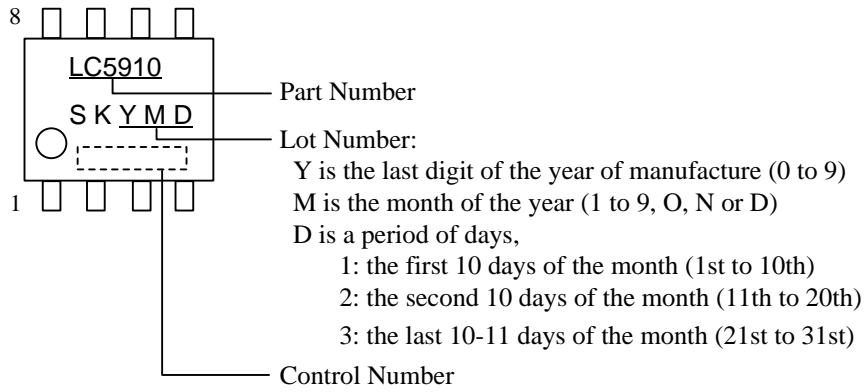 8
LC5910
Part Number
S K Y M D
Lot Number:
Y is the last digit of the year of manufacture (0 to 9)
M is the month of the year (1 to 9, O, N or D)
1
D is a period of days,
1: the first 10 days of the month (1st to 10th)
2: the second 10 days of the month (11th to 20th)
3: the last 10-11 days of the month (21st to 31st)
Control Number